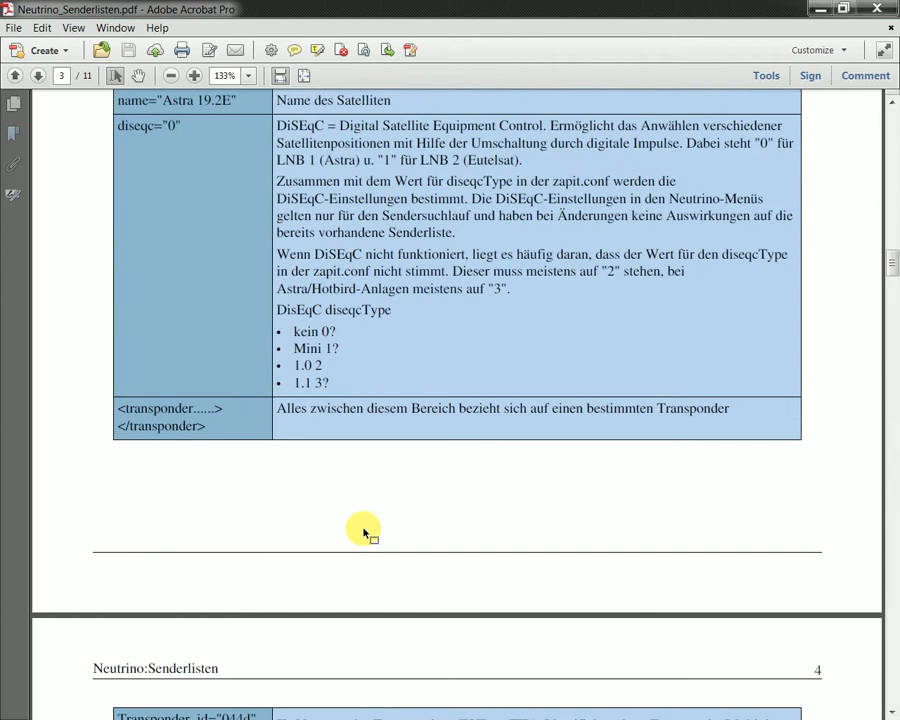 Neutrino_Senderlisten.pdf - Adobe Acrobat Pro
File Edit View Window Help
Create Customize
3 / 11 133% Tools Sign Comment
name="Astra 19.2E" Name des Satelliten
diseqc="0" DiSEqC = Digital Satellite Equipment Control. Ermöglicht das Anwählen verschiedener
Satellitenpositionen mit Hilfe der Umschaltung durch digitale Impulse. Dabei steht "0" für
LNB 1 (Astra) u. "1" für LNB 2 (Eutelsat).
Zusammen mit dem Wert für diseqcType in der zapit.conf werden die
DiSEqC-Einstellungen bestimmt. Die DiSEqC-Einstellungen in den Neutrino-Menüs
gelten nur für den Sendersuchlauf und haben bei Änderungen keine Auswirkungen auf die
bereits vorhandene Senderliste.
Wenn DiSEqC nicht funktioniert, liegt es häufig daran, dass der Wert für den diseqcType
in der zapit.conf nicht stimmt. Dieser muss meistens auf "2" stehen, bei
Astra/Hotbird-Anlagen meistens auf "3".
DisEqC diseqcType
• kein 0?
• Mini 1?
• 1.0 2
• 1.1 3?
<transponder......> Alles zwischen diesem Bereich bezieht sich auf einen bestimmten Transponder
</transponder>
Neutrino:Senderlisten 4
Transponder id="044d"